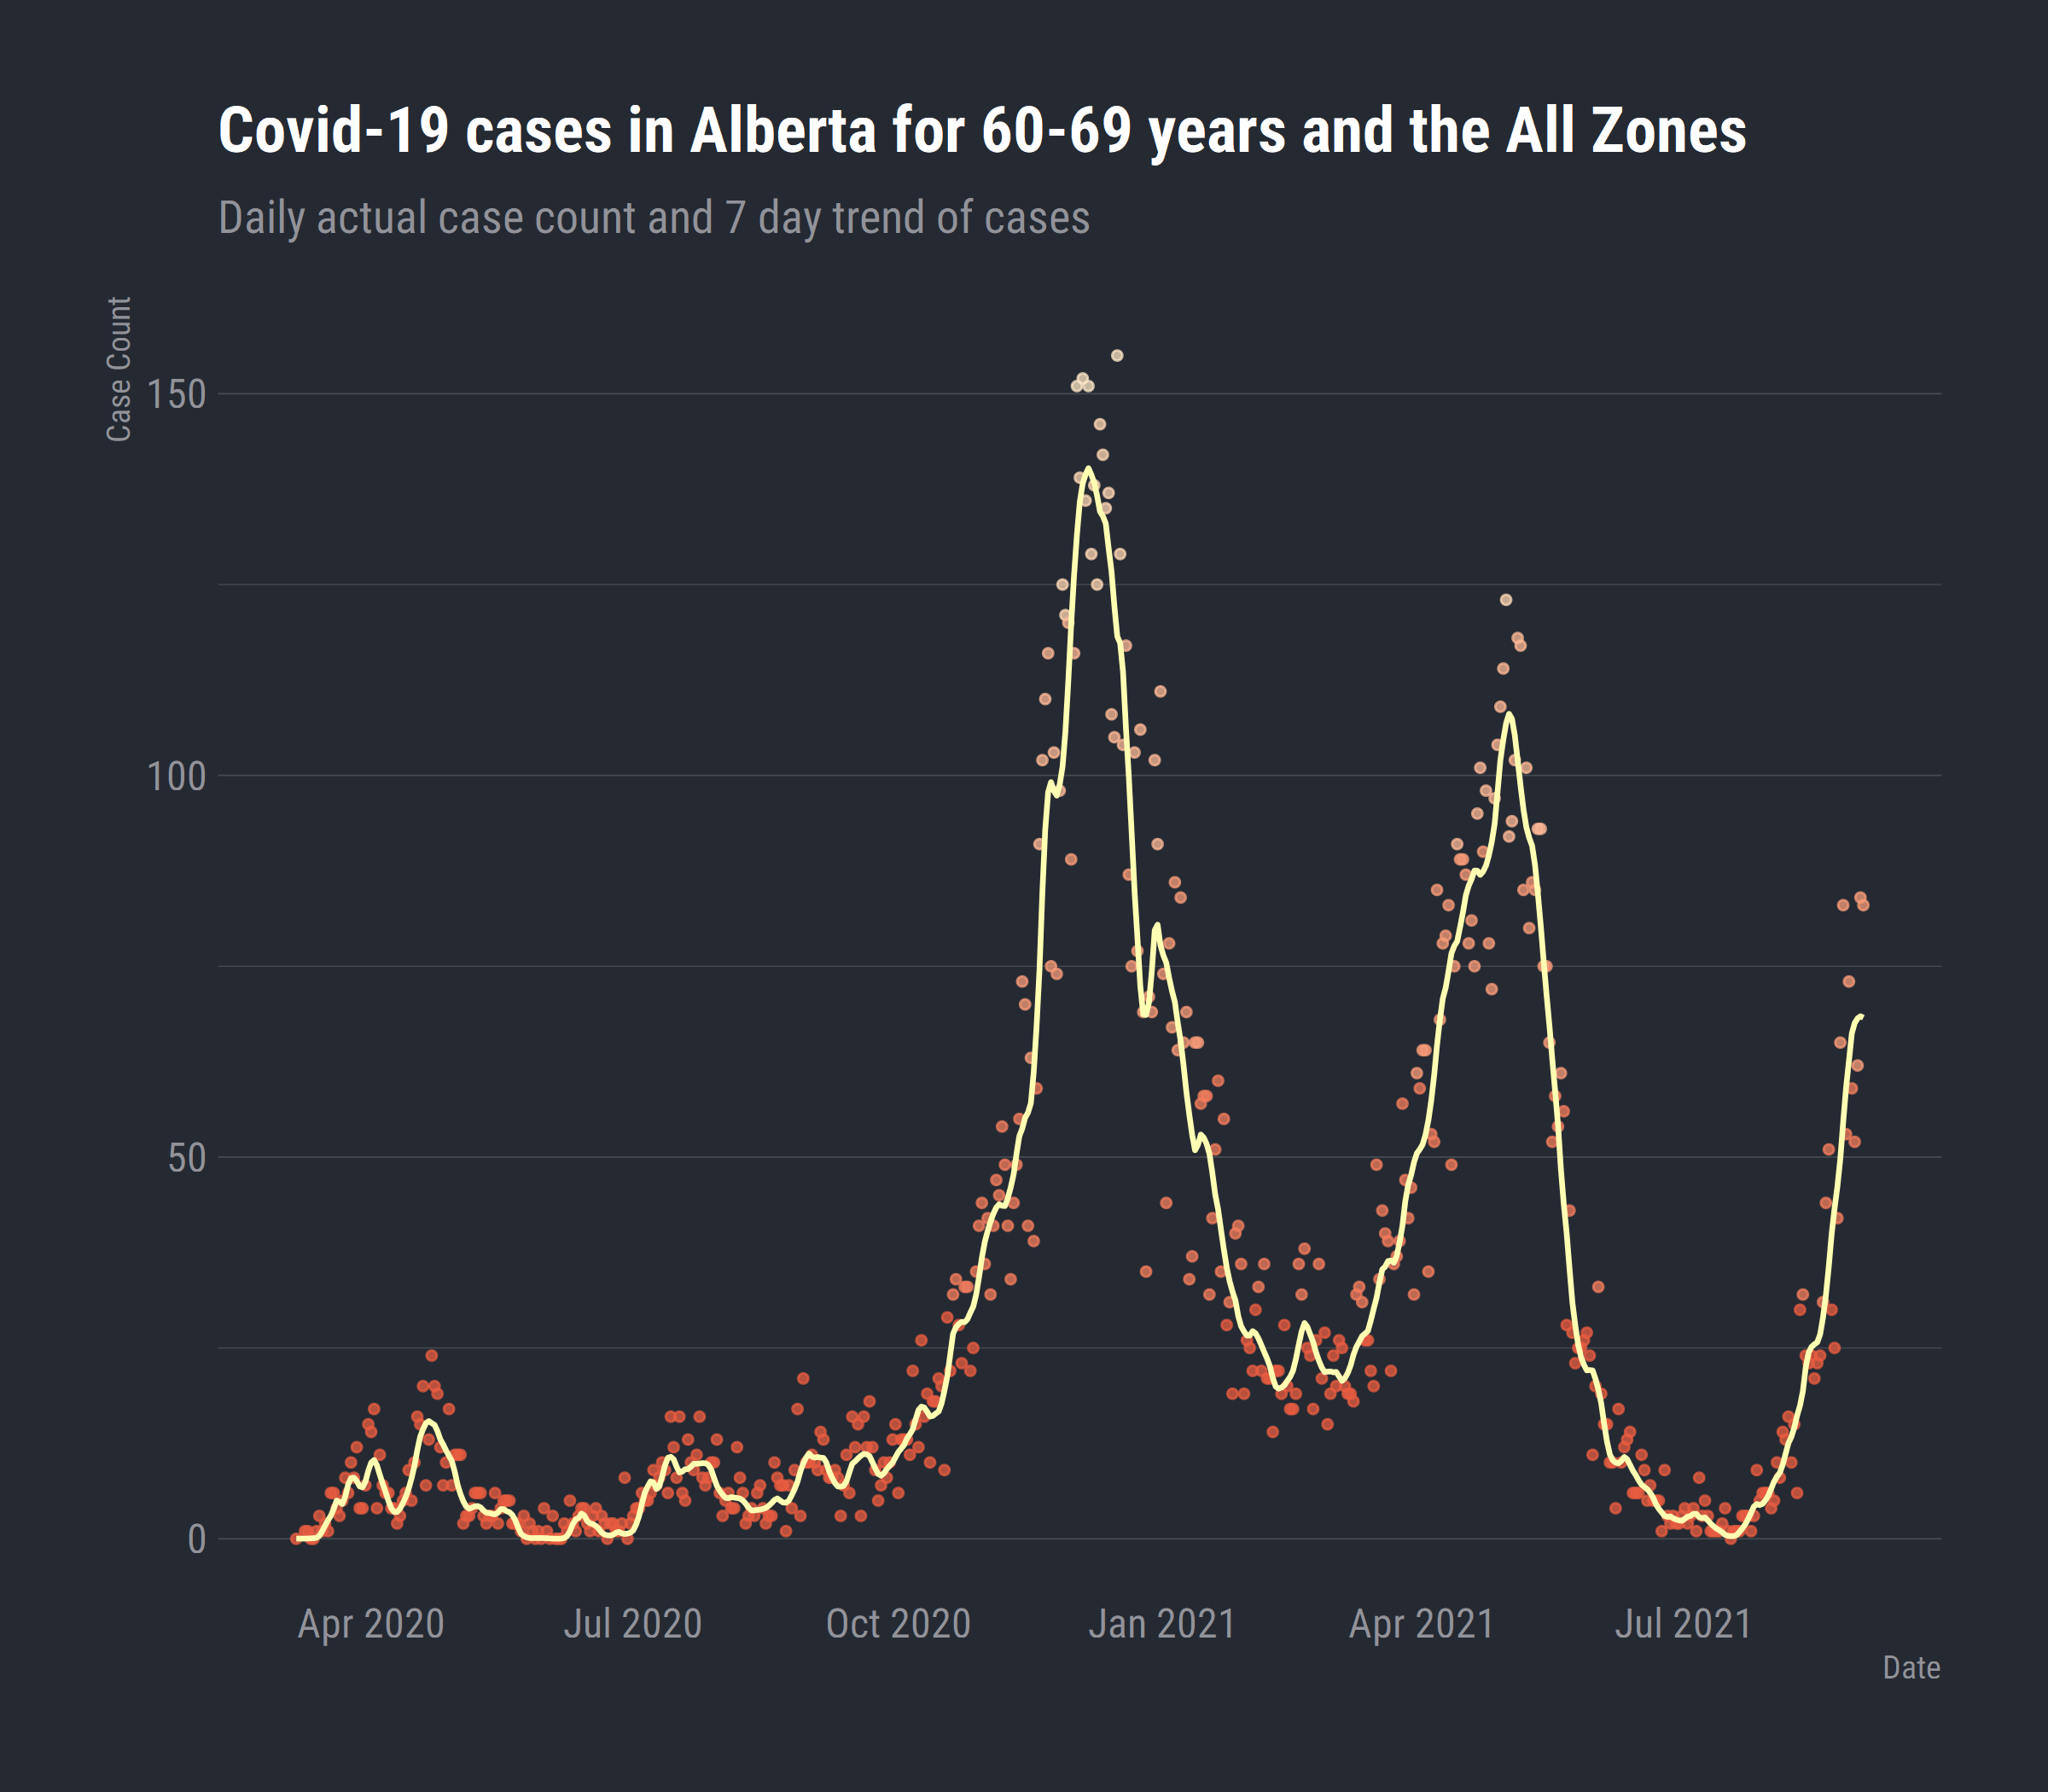 Covid-19 cases in Alberta for 60-69 years and the All Zones
Daily actual case count and 7 day trend of cases
Case Count
150
100
50
0
Apr 2020
Jul 2020
Oct 2020
Jan 2021
Apr 2021
Jul 2021
Date